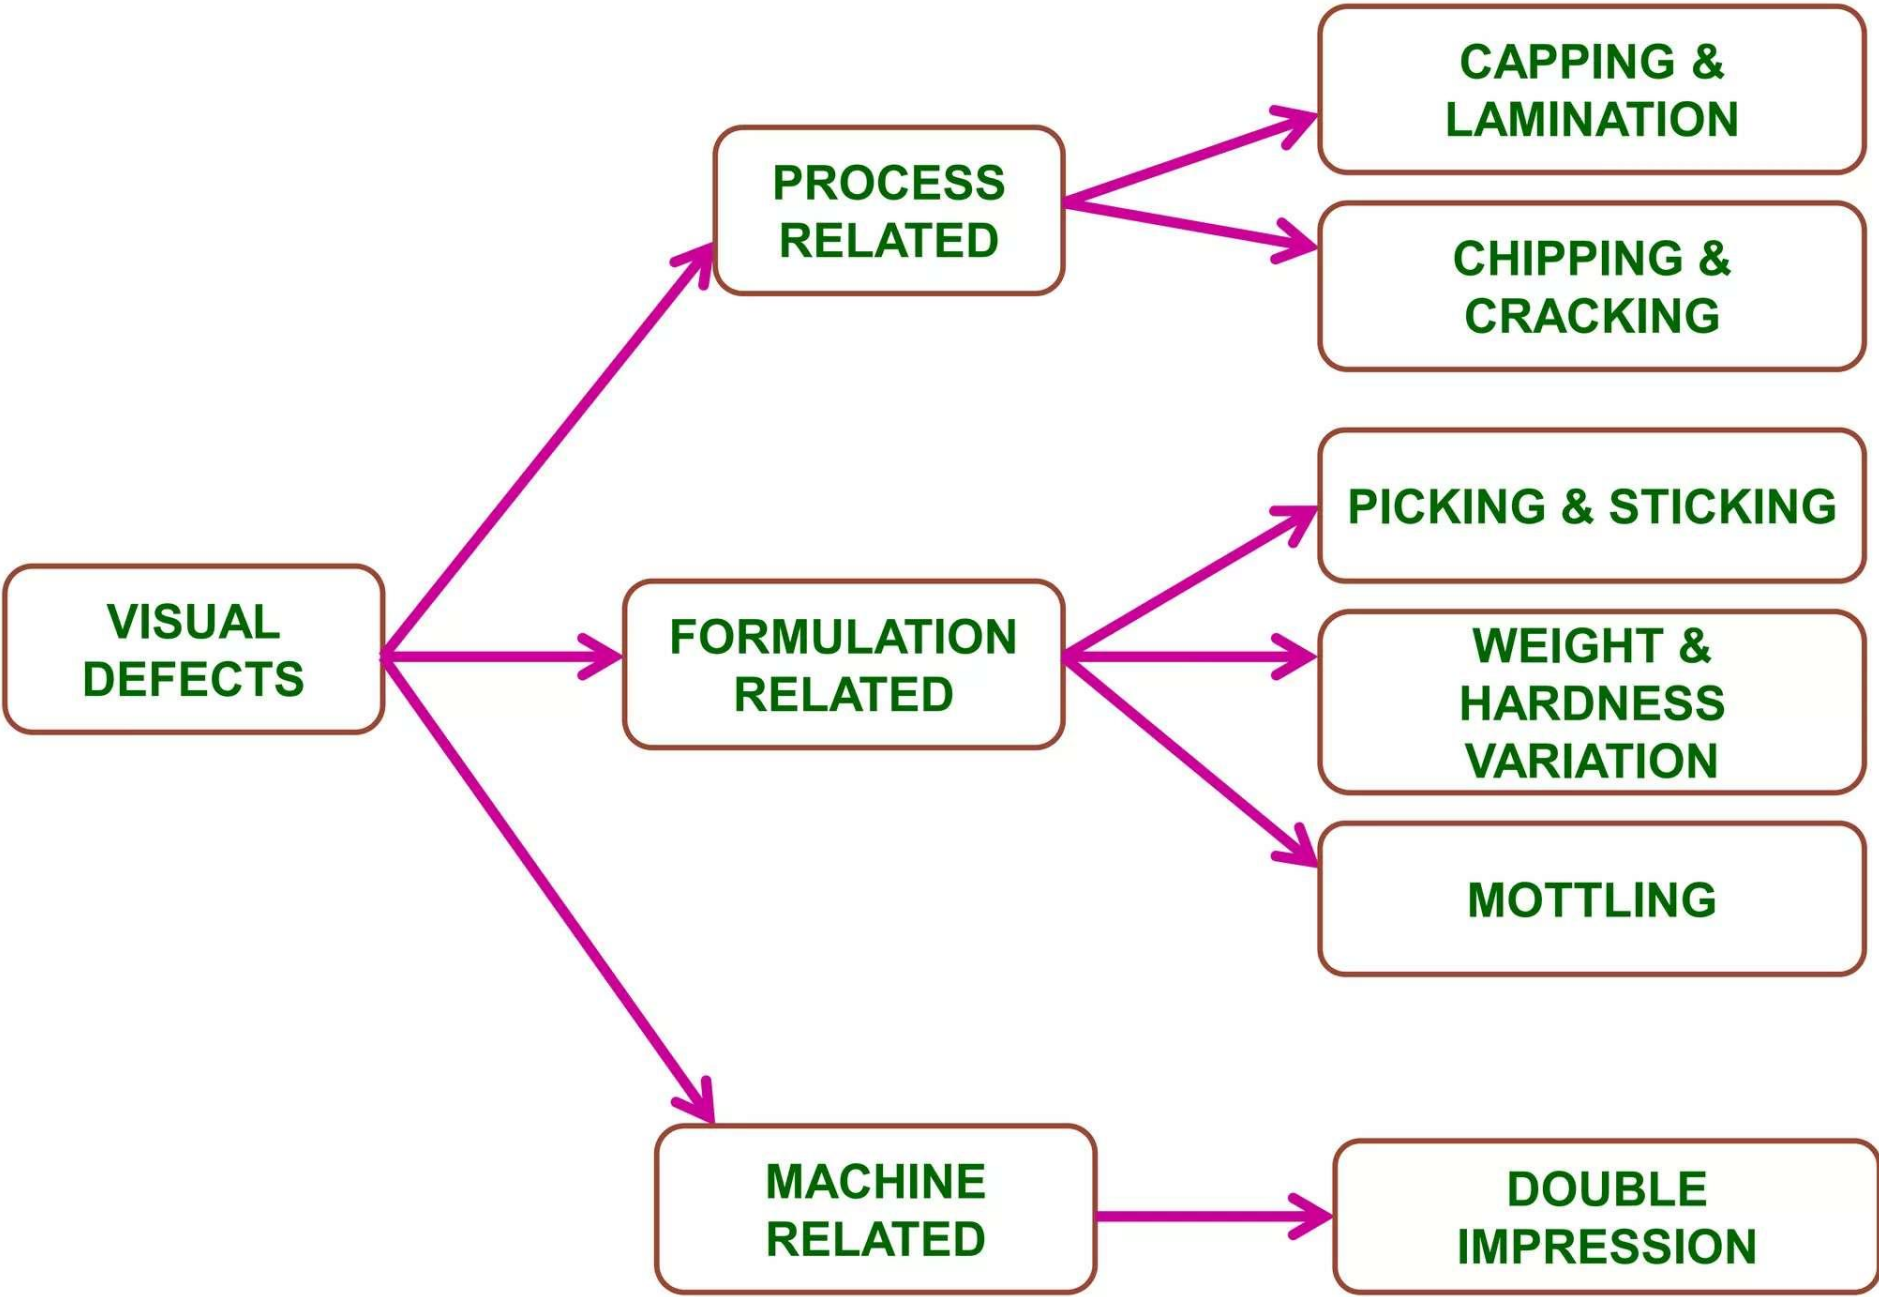 VISUAL
DEFECTS
PROCESS
RELATED
CAPPING &
LAMINATION
CHIPPING &
CRACKING
FORMULATION
RELATED
PICKING & STICKING
WEIGHT &
HARDNESS
VARIATION
MOTTLING
MACHINE
RELATED
DOUBLE
IMPRESSION